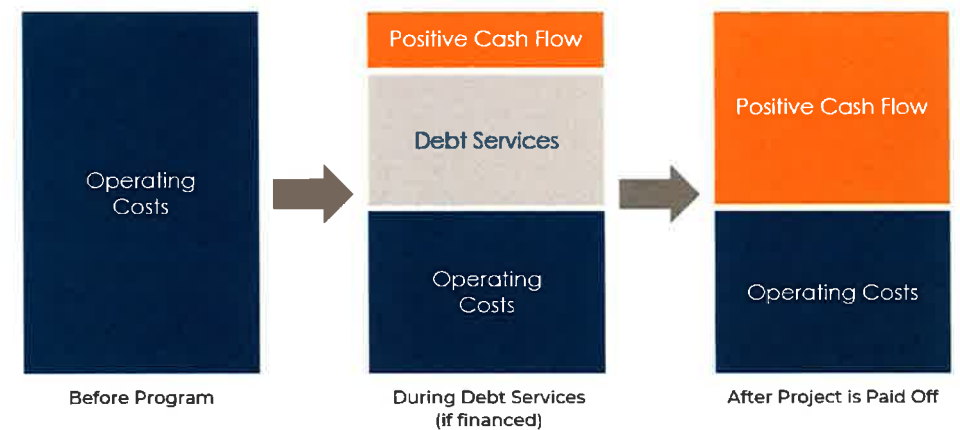 Operating
Costs
Before Program
Positive Cash Flow
Debt Services
Operating
Costs
During Debt Services
(if financed)
Positive Cash Flow
Operating Costs
After Project is Paid Off